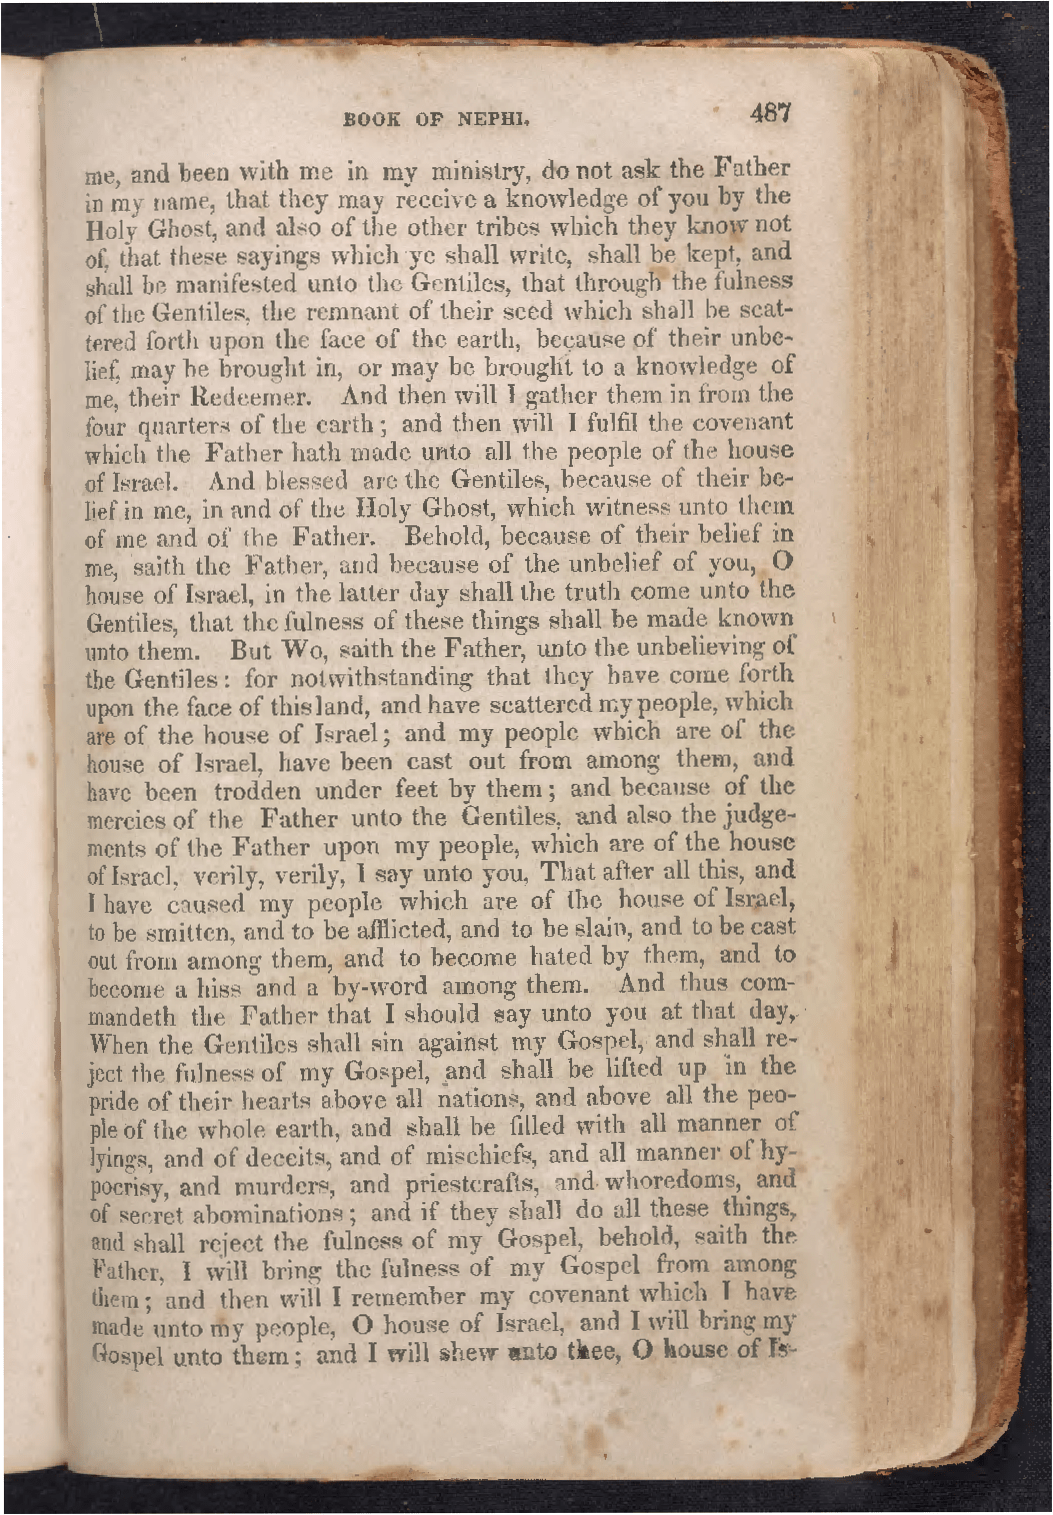 BOOK OF NEPHI. 487
me, and been with me in my ministry, do not ask the Father
in my name, that they may receive a knowledge of you by the
Holy Ghost, and also of the other tribes which they know not
of, that these sayings which ye shall write, shall be kept, and
shall be manifested unto the Gentiles, that through the fulness
of the Gentiles, the remnant of their seed which shall be scat-
tered forth upon the face of the earth, because of their unbe-
lief, may be brought in, or may be brought to a knowledge of
me, their Redeemer. And then will I gather them in from the
four quarters of the earth; and then will I fulfil the covenant
which the Father hath made unto all the people of the house
of Israel. And blessed are the Gentiles, because of their be-
lief in me, in and of the Holy Ghost, which witness unto them
of me and of the Father. Behold, because of their belief in
me, saith the Father, and because of the unbelief of you, O
house of Israel, in the latter day shall the truth come unto the
Gentiles, that the fulness of these things shall be made known
unto them. But Wo, saith the Father, unto the unbelieving of
the Gentiles: for notwithstanding that they have come forth
upon the face of this land, and have scattered my people, which
are of the house of Israel; and my people which are of the
house of Israel, have been cast out from among them, and
have been trodden under feet by them; and because of the
mercies of the Father unto the Gentiles, and also the judge-
ments of the Father upon my people, which are of the house
of Israel, verily, verily, I say unto you, That after all this, and
I have caused my people which are of the house of Israel,
to be smitten, and to be afflicted, and to be slain, and to be cast
out from among them, and to become hated by them, and to
become a hiss and a by-word among them. And thus com-
mandeth the Father that I should say unto you at that day,
When the Gentiles shall sin against my Gospel, and shall re-
ject the fulness of my Gospel, and shall be lifted up in the
pride of their hearts above all nations, and above all the peo-
ple of the whole earth, and shall be filled with all manner of
lyings, and of deceits, and of mischiefs, and all manner of hy-
pocrisy, and murders, and priestcrafts, and whoredoms, and
of secret abominations; and if they shall do all these things,
and shall reject the fulness of my Gospel, behold, saith the
Father, I will bring the fulness of my Gospel from among
them; and then will I remember my covenant which I have
made unto my people, O house of Israel, and I will bring my
Gospel unto them; and I will shew unto thee, O house of Is-